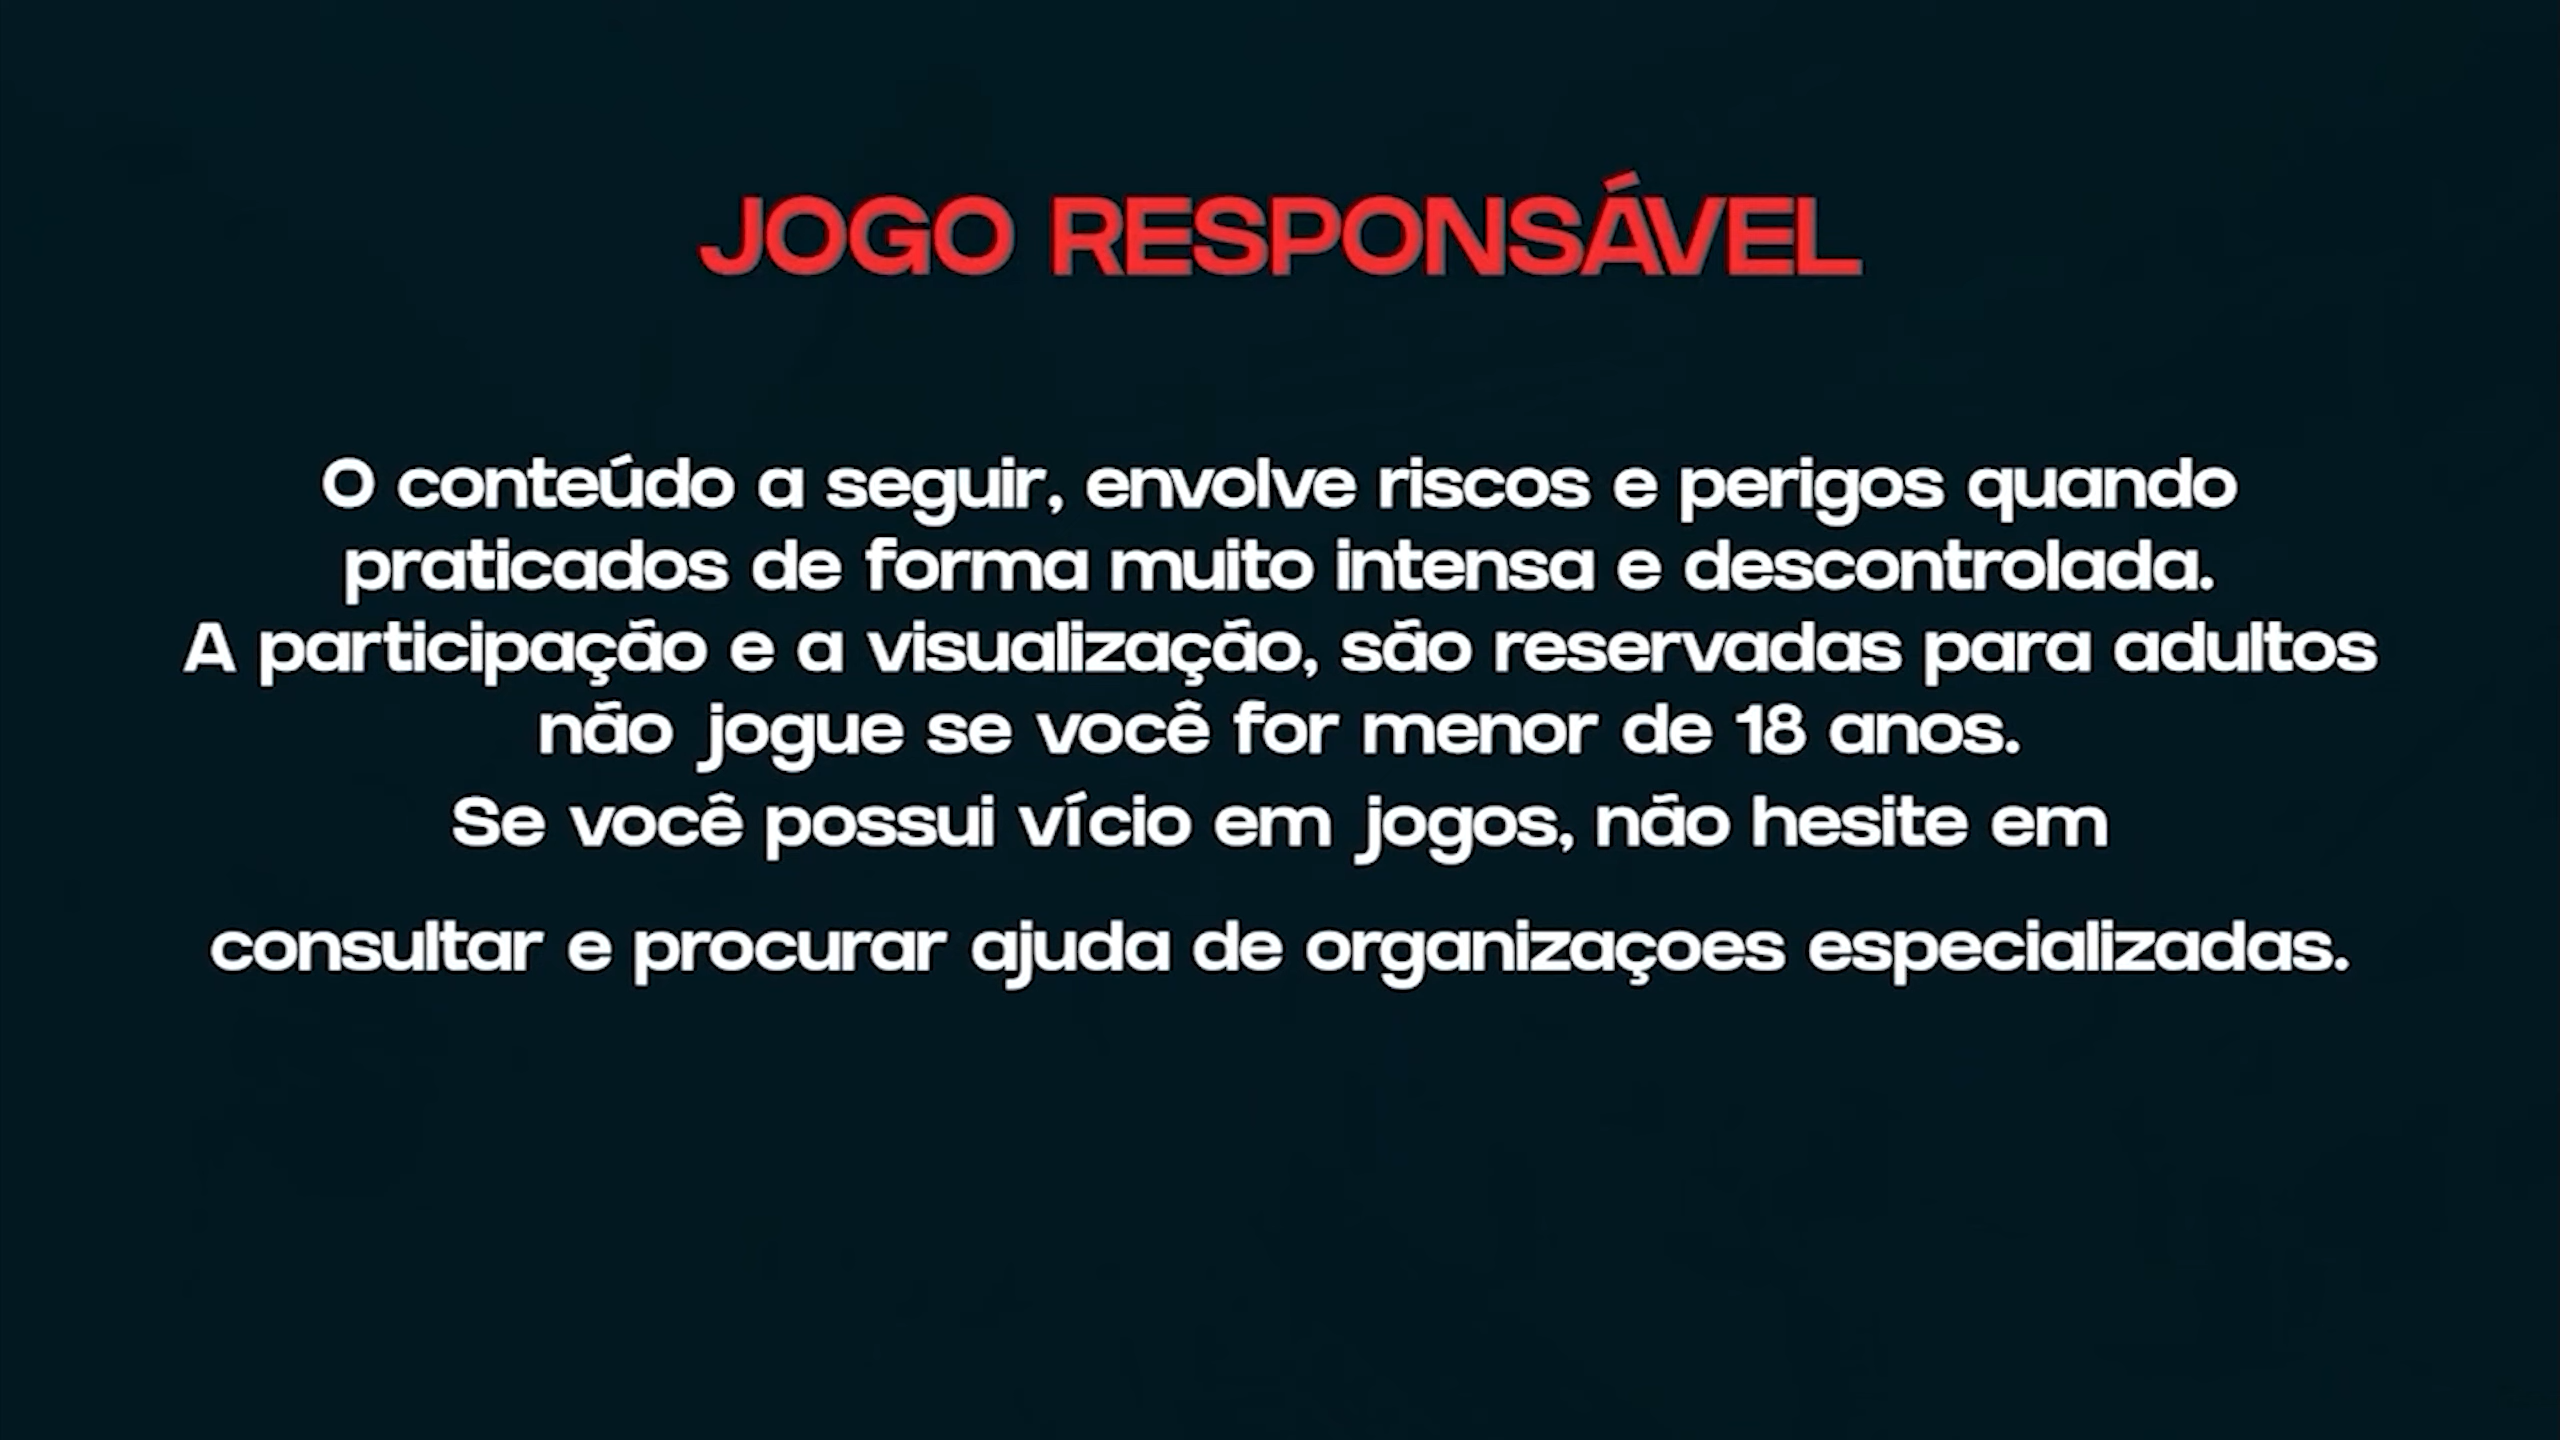 JOGO RESPONSÁVEL
O conteúdo a seguir, envolve riscos e perigos quando
praticados de forma muito intensa e descontrolada.
A participação e a visualização, são reservadas para adultos
não jogue se você for menor de 18 anos.
Se você possui vício em jogos, não hesite em
consultar e procurar ajuda de organizaçoes especializadas.